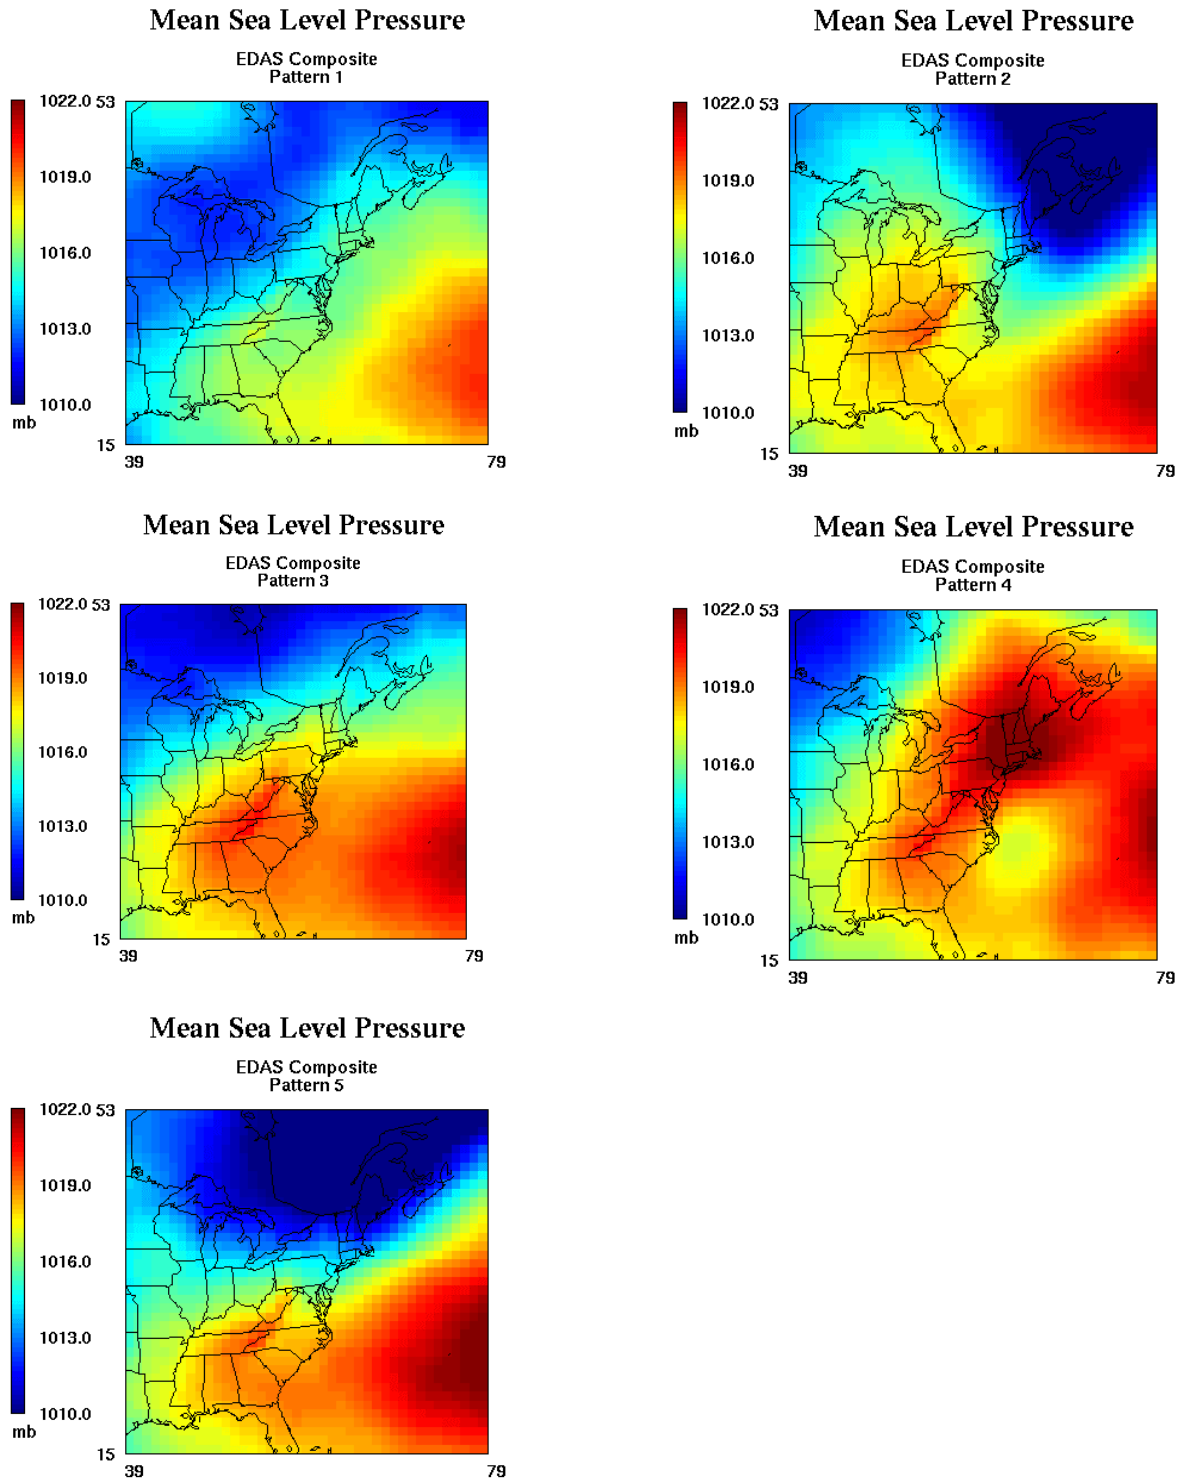 Mean Sea Level Pressure
EDAS Composite
Pattern 1
1022.0
1019.0
1016.0
1013.0
1010.0
mb
53
15
39
79
Mean Sea Level Pressure
EDAS Composite
Pattern 2
1022.0
1019.0
1016.0
1013.0
1010.0
mb
53
15
39
79
Mean Sea Level Pressure
EDAS Composite
Pattern 3
1022.0
1019.0
1016.0
1013.0
1010.0
mb
53
15
39
79
Mean Sea Level Pressure
EDAS Composite
Pattern 4
1022.0
1019.0
1016.0
1013.0
1010.0
mb
53
15
39
79
Mean Sea Level Pressure
EDAS Composite
Pattern 5
1022.0
1019.0
1016.0
1013.0
1010.0
mb
53
15
39
79